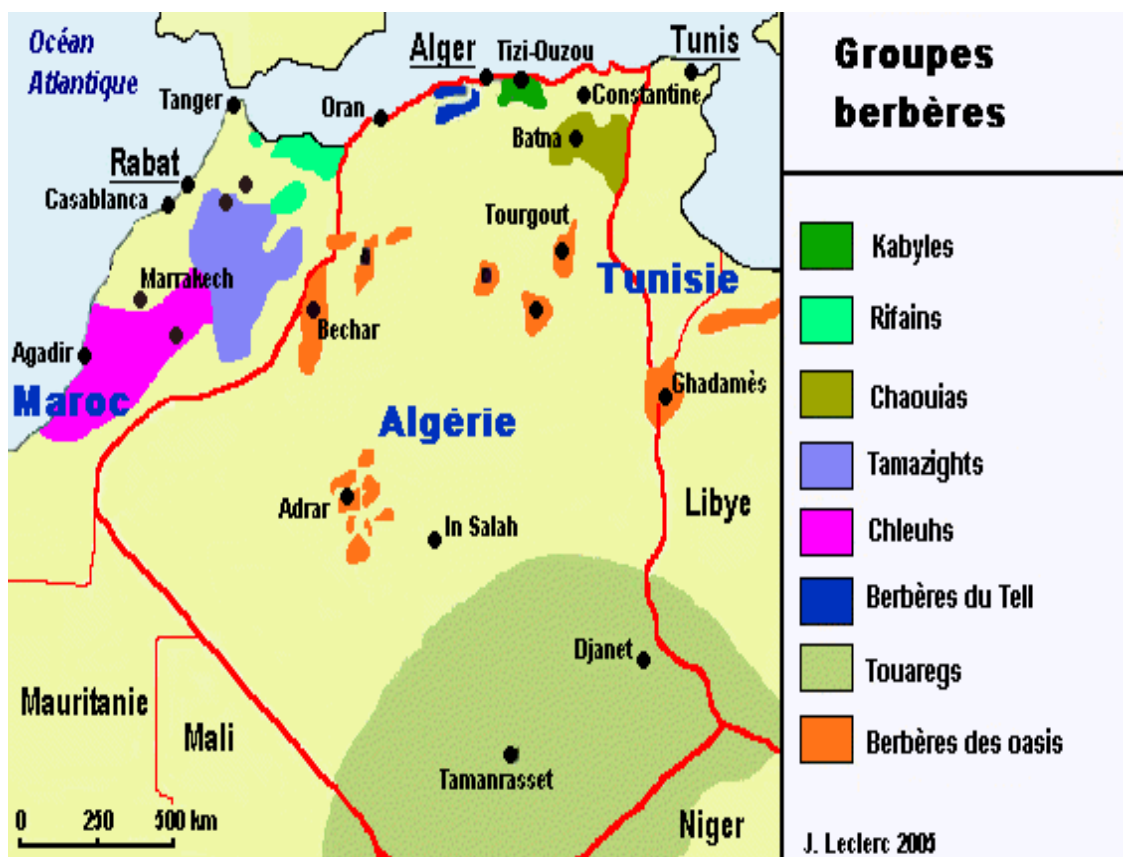 Océan
Atlantique
Alger
Tizi-Ouzou
Tunis
Tanger
Oran
Constantine
Batna
Rabat
Casablanca
Tourgout
Marrakech
Tunisie
Bechar
Agadir
Maroc
Ghadamès
Algérie
Adrar
In Salah
Libye
Djanet
Mauritanie
Mali
Tamanrasset
Niger
0 250 500 km
Groupes
berbères
Kabyles
Rifains
Chaouias
Tamazights
Chleuhs
Berbères du Tell
Touaregs
Berbères des oasis
J. Leclerc 2005